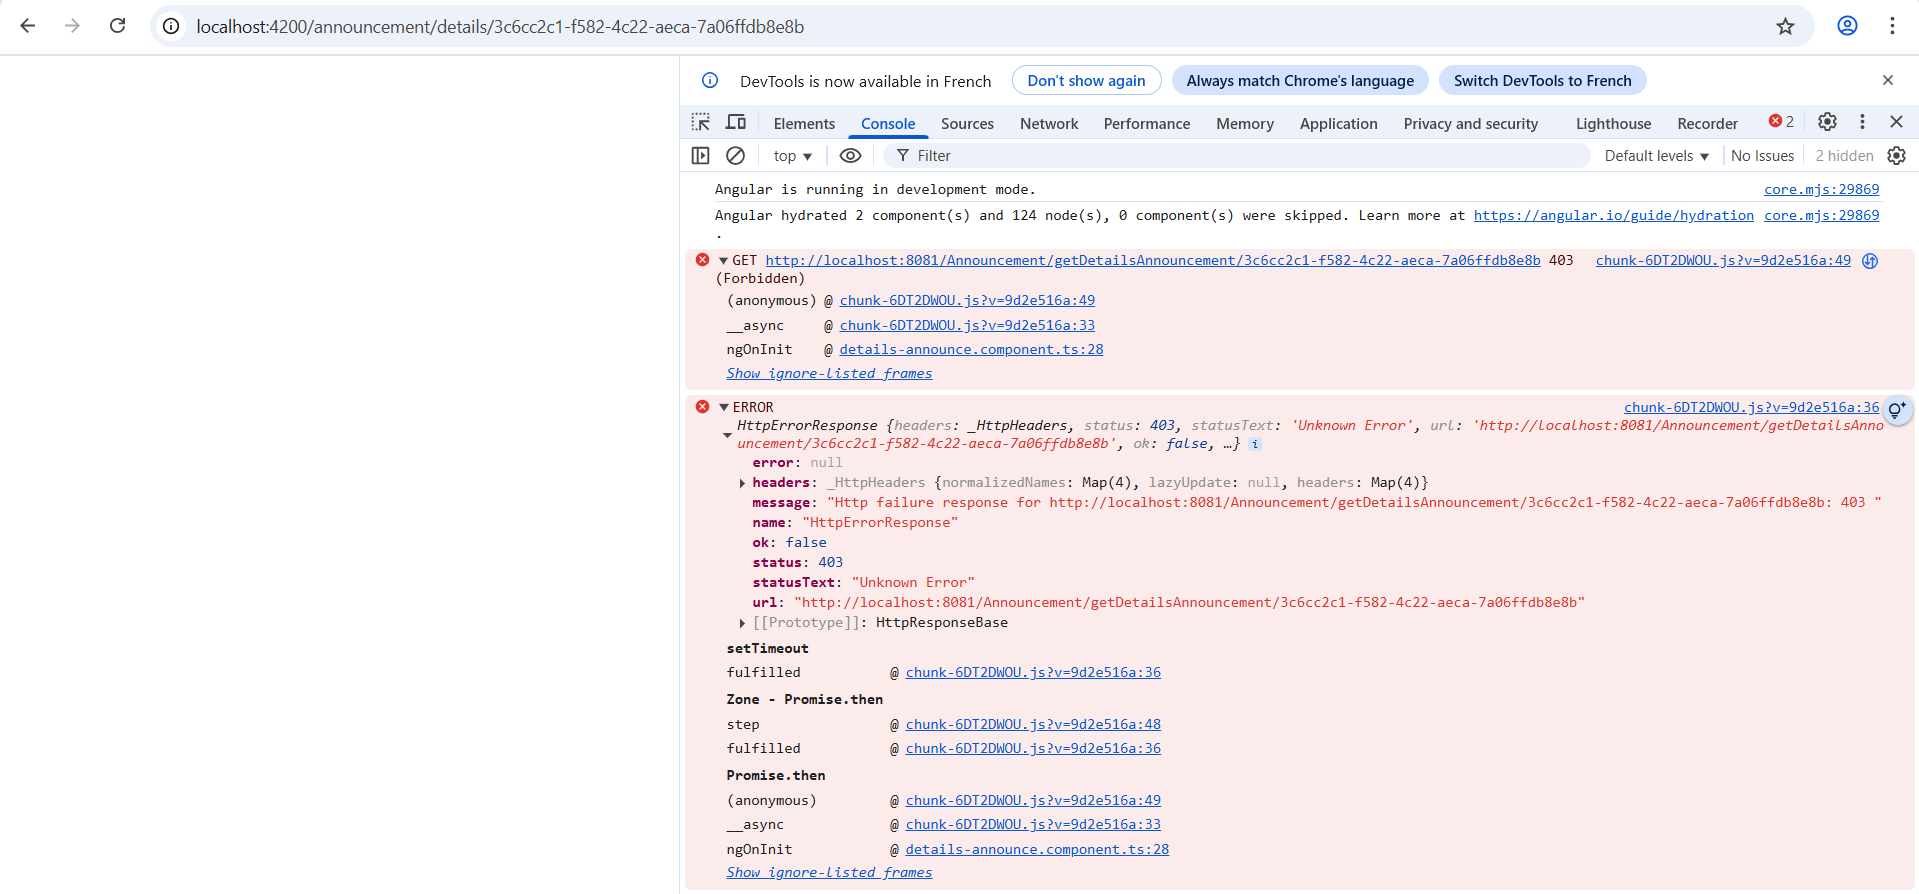 localhost:4200/announcement/details/3c6cc2c1-f582-4c22-aeca-7a06ffdb8e8b
DevTools is now available in French Don't show again Always match Chrome's language Switch DevTools to French
Elements Console Sources Network Performance Memory Application Privacy and security Lighthouse Recorder 2
top Filter Default levels No Issues 2 hidden
Angular is running in development mode. core.mjs:29869
Angular hydrated 2 component(s) and 124 node(s), 0 component(s) were skipped. Learn more at https://angular.io/guide/hydration core.mjs:29869
.
GET http://localhost:8081/Announcement/getDetailsAnnouncement/3c6cc2c1-f582-4c22-aeca-7a06ffdb8e8b 403 chunk-6DT2DWOU.js?v=9d2e516a:49
(Forbidden)
(anonymous) @ chunk-6DT2DWOU.js?v=9d2e516a:49
__async @ chunk-6DT2DWOU.js?v=9d2e516a:33
ngOnInit @ details-announce.component.ts:28
Show ignore-listed frames
ERROR chunk-6DT2DWOU.js?v=9d2e516a:36
HttpErrorResponse {headers: _HttpHeaders, status: 403, statusText: 'Unknown Error', url: 'http://localhost:8081/Announcement/getDetailsAnno
uncement/3c6cc2c1-f582-4c22-aeca-7a06ffdb8e8b', ok: false, …} i
error: null
headers: _HttpHeaders {normalizedNames: Map(4), lazyUpdate: null, headers: Map(4)}
message: "Http failure response for http://localhost:8081/Announcement/getDetailsAnnouncement/3c6cc2c1-f582-4c22-aeca-7a06ffdb8e8b: 403 "
name: "HttpErrorResponse"
ok: false
status: 403
statusText: "Unknown Error"
url: "http://localhost:8081/Announcement/getDetailsAnnouncement/3c6cc2c1-f582-4c22-aeca-7a06ffdb8e8b"
[[Prototype]]: HttpResponseBase
setTimeout
fulfilled @ chunk-6DT2DWOU.js?v=9d2e516a:36
Zone - Promise.then
step @ chunk-6DT2DWOU.js?v=9d2e516a:48
fulfilled @ chunk-6DT2DWOU.js?v=9d2e516a:36
Promise.then
(anonymous) @ chunk-6DT2DWOU.js?v=9d2e516a:49
__async @ chunk-6DT2DWOU.js?v=9d2e516a:33
ngOnInit @ details-announce.component.ts:28
Show ignore-listed frames